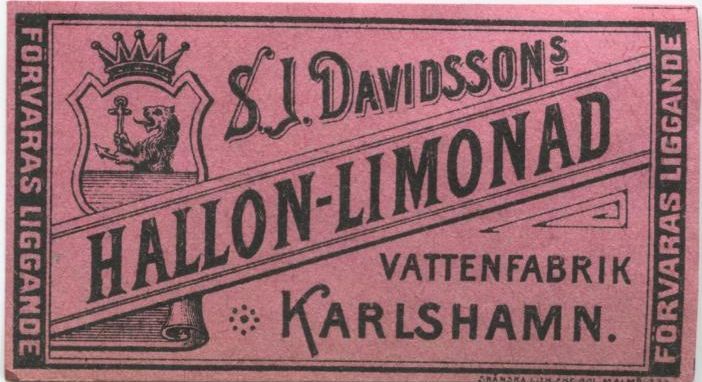 FÖRVARAS LIGGANDE
S.J. DAVIDSSONS
HALLON-LIMONAD
VATTENFABRIK
KARLSHAMN.
FÖRVARAS LIGGANDE